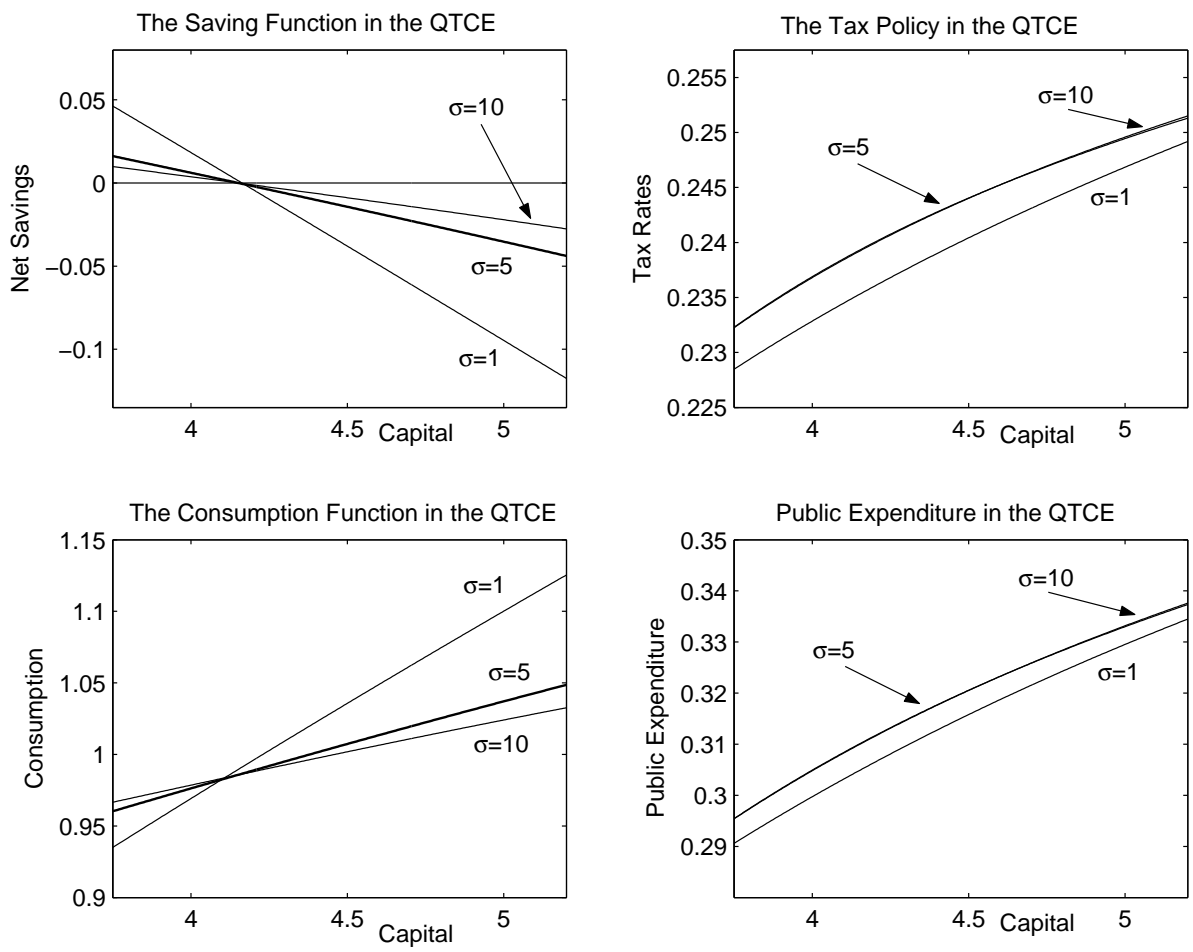 The Saving Function in the QTCE
Net Savings
0.05
0
−0.05
−0.1
σ=10
σ=5
σ=1
4
4.5
5
Capital
The Tax Policy in the QTCE
Tax Rates
0.255
0.25
0.245
0.24
0.235
0.23
0.225
σ=10
σ=5
σ=1
4
4.5
5
Capital
The Consumption Function in the QTCE
Consumption
1.15
1.1
1.05
1
0.95
0.9
σ=1
σ=5
σ=10
4
4.5
5
Capital
Public Expenditure in the QTCE
Public Expenditure
0.35
0.34
0.33
0.32
0.31
0.3
0.29
σ=10
σ=5
σ=1
4
4.5
5
Capital